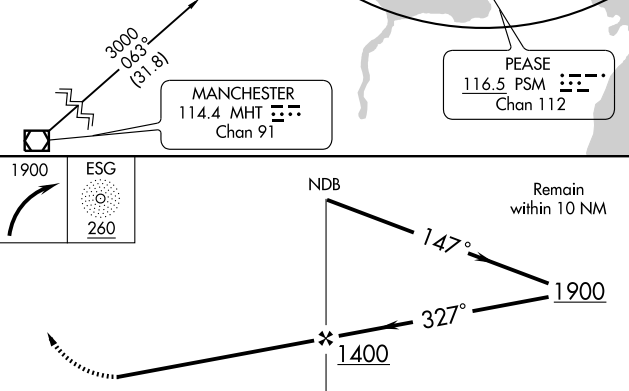 3000
063°
(31.8)
MANCHESTER
114.4 MHT
Chan 91
PEASE
116.5 PSM
Chan 112
1900
ESG
260
NDB
Remain
within 10 NM
147°
1900
327°
1400